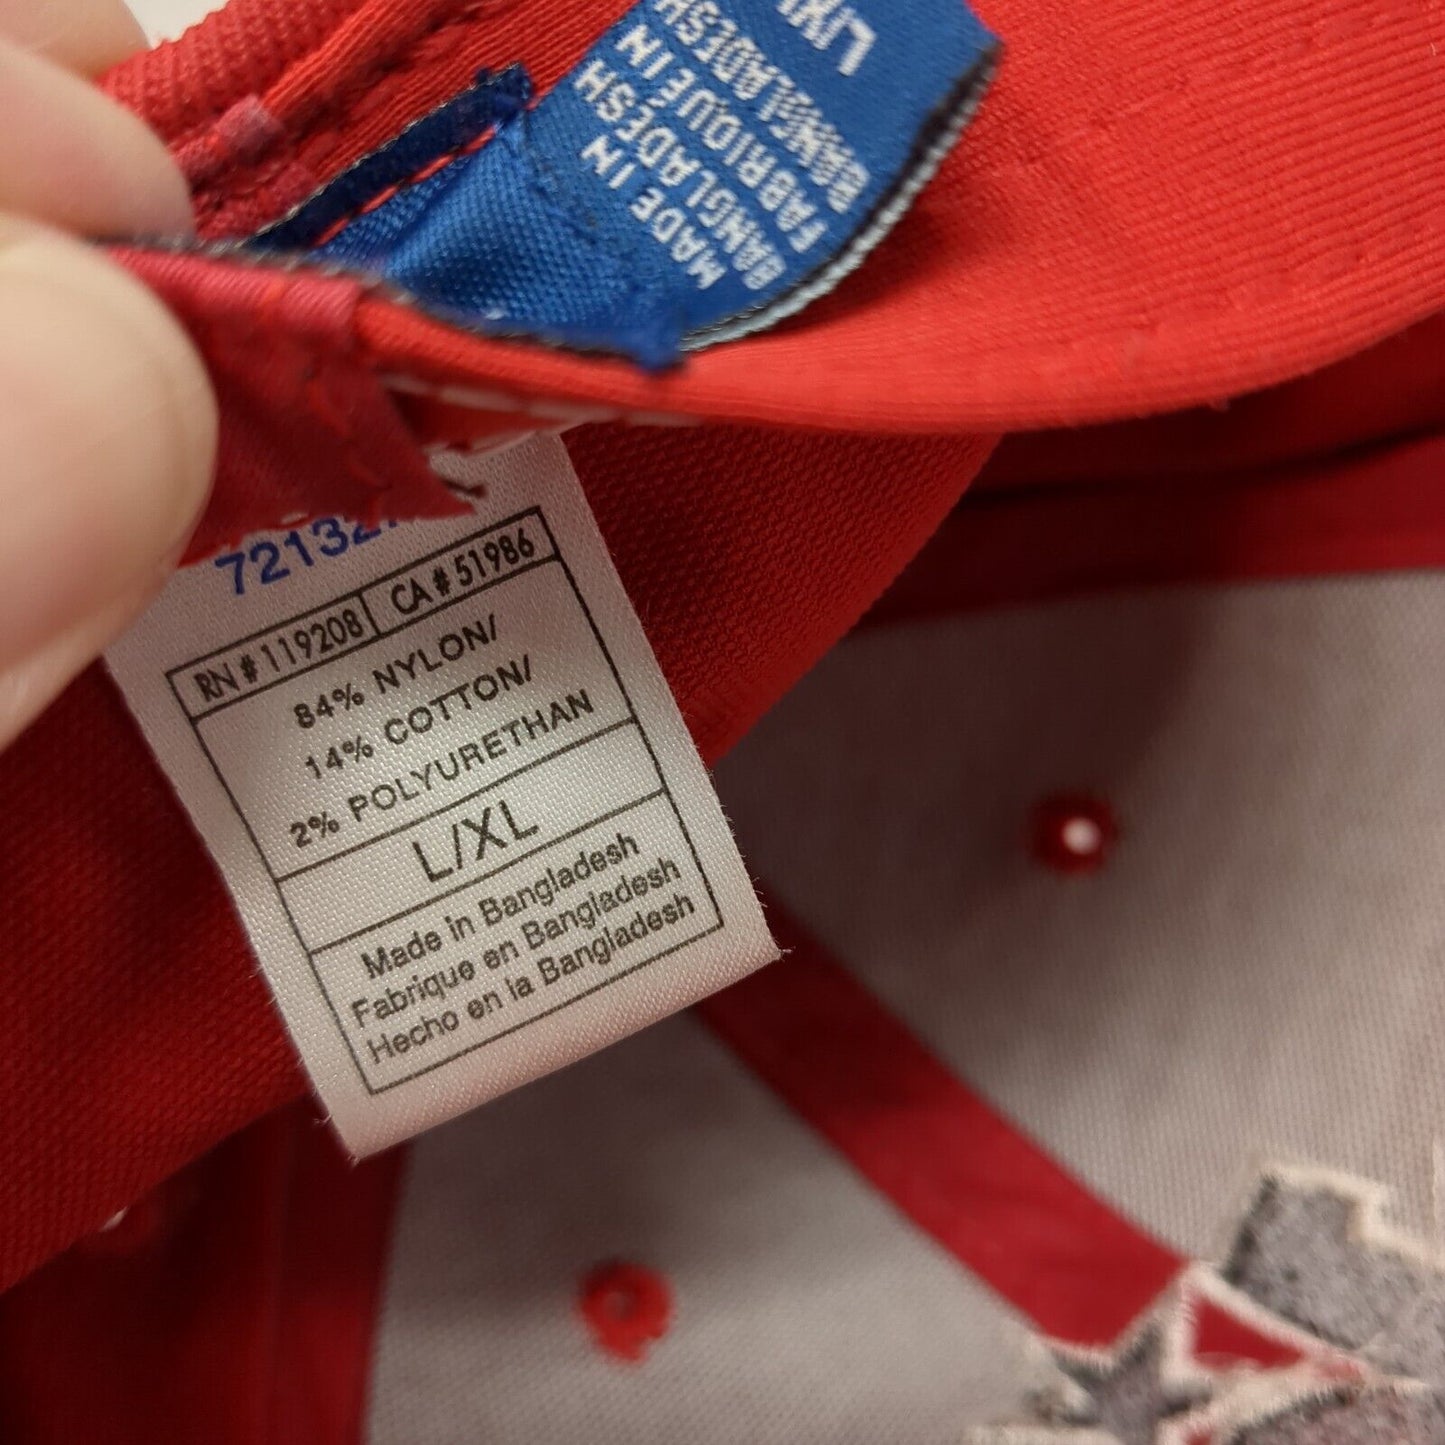 MADE IN
BANGLADESH
FABRIQUE IN
BANGLADESH
72132
RN # 119208 CA # 51986
84% NYLON/
14% COTTON/
2% POLYURETHAN
L/XL
Made in Bangladesh
Fabrique en Bangladesh
Hecho en la Bangladesh